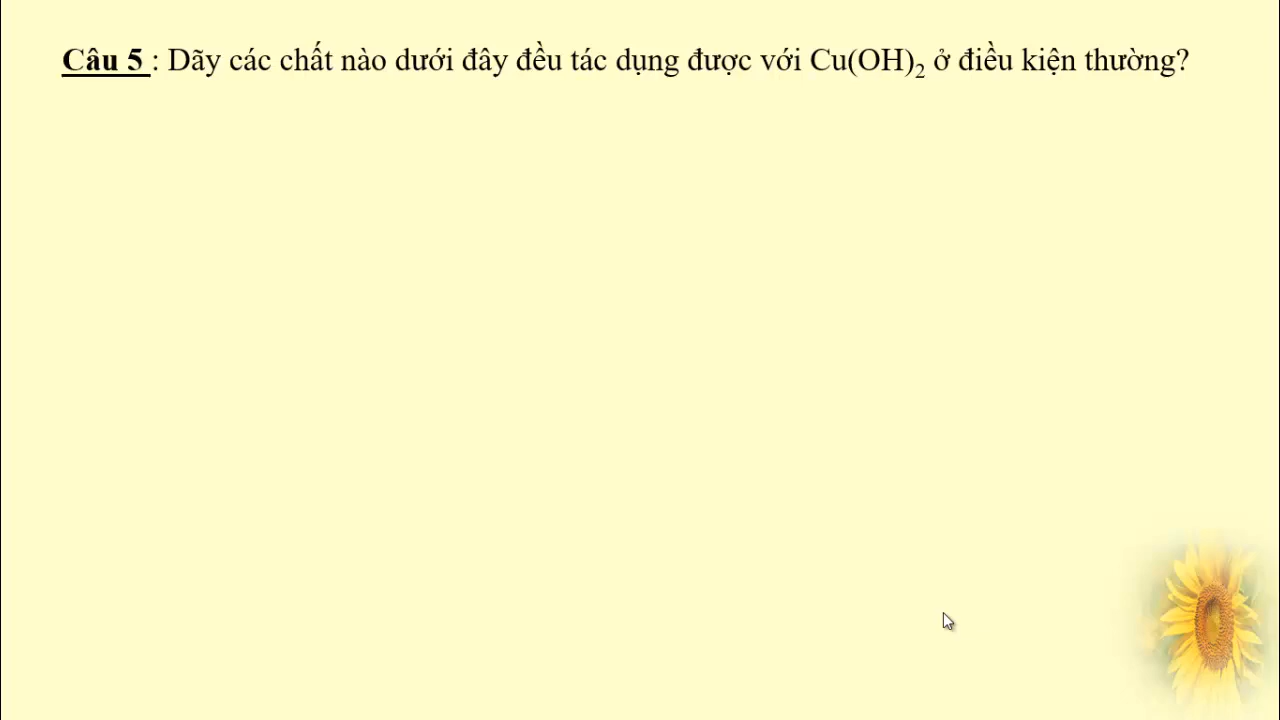 Câu 5 : Dãy các chất nào dưới đây đều tác dụng được với Cu(OH)₂ ở điều kiện thường?